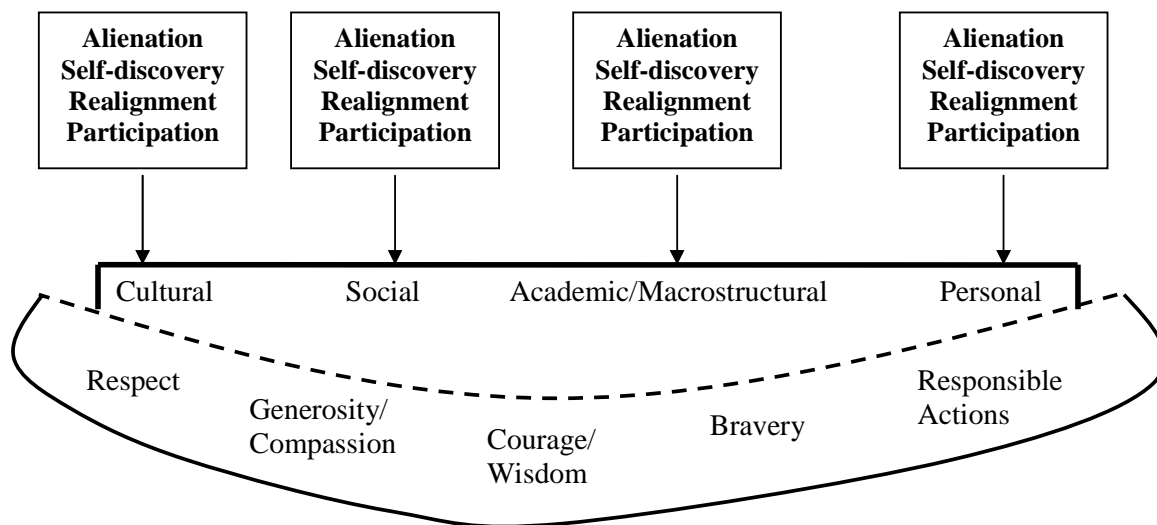 Alienation
Self-discovery
Realignment
Participation
Alienation
Self-discovery
Realignment
Participation
Alienation
Self-discovery
Realignment
Participation
Alienation
Self-discovery
Realignment
Participation
Cultural
Social
Academic/Macrostructural
Personal
Respect
Generosity/
Compassion
Courage/
Wisdom
Bravery
Responsible
Actions